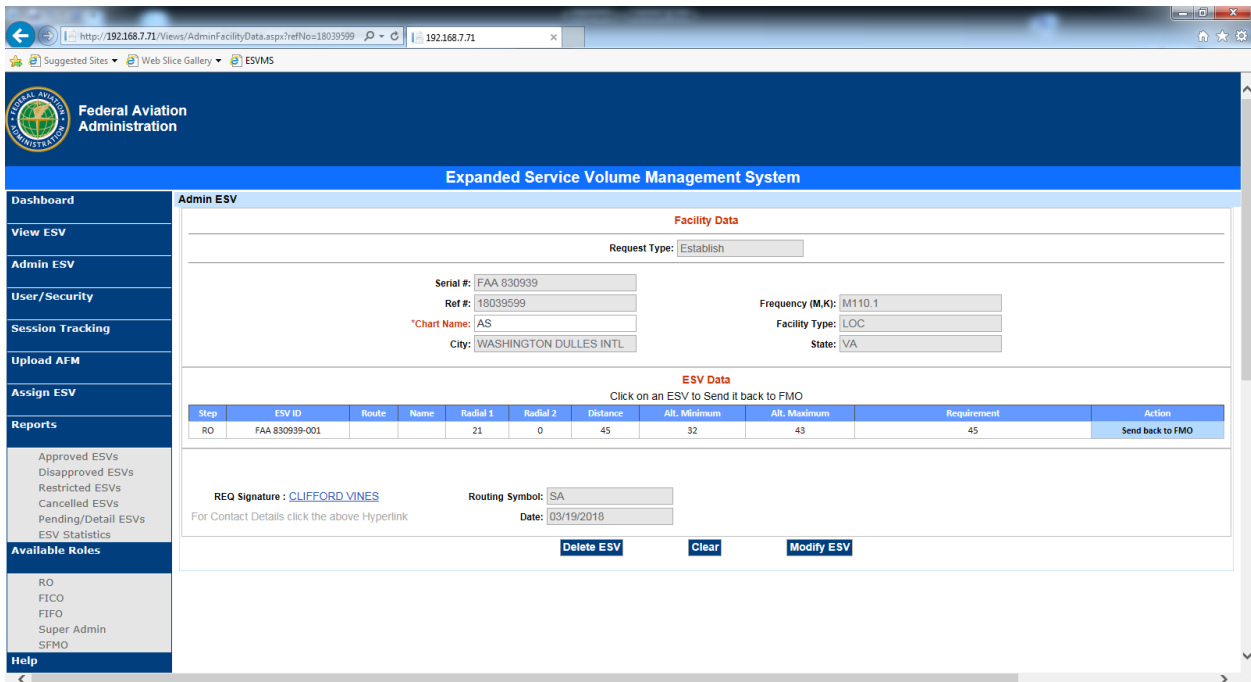 http://192.168.7.71/Views/AdminFacilityData.aspx?refNo=18039599
192.168.7.71
Suggested Sites
Web Slice Gallery
ESVMS
FEDERAL AVIATION ADMINISTRATION
Federal Aviation
Administration
Expanded Service Volume Management System
Dashboard
View ESV
Admin ESV
User/Security
Session Tracking
Upload AFM
Assign ESV
Reports
Approved ESVs
Disapproved ESVs
Restricted ESVs
Cancelled ESVs
Pending/Detail ESVs
ESV Statistics
Available Roles
RO
FICO
FIFO
Super Admin
SFMO
Help
Admin ESV
Facility Data
Request Type: Establish
Serial #: FAA 830939
Ref #: 18039599 Frequency (M,K): M110.1
*Chart Name: AS Facility Type: LOC
City: WASHINGTON DULLES INTL State: VA
ESV Data
Click on an ESV to Send it back to FMO
Step ESV ID Route Name Radial 1 Radial 2 Distance Alt. Minimum Alt. Maximum Requirement Action
RO FAA 830939-001 21 0 45 32 43 45 Send back to FMO
REQ Signature : CLIFFORD VINES Routing Symbol: SA
For Contact Details click the above Hyperlink Date: 03/19/2018
Delete ESV Clear Modify ESV